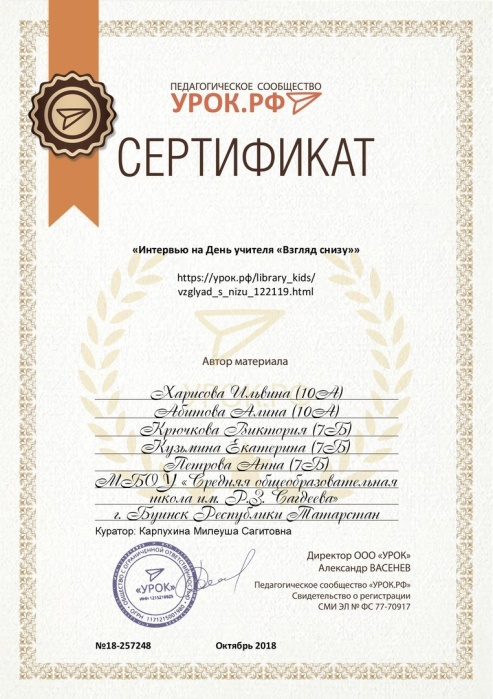 ПЕДАГОГИЧЕСКОЕ СООБЩЕСТВО
УРОК.РФ
СЕРТИФИКАТ
«Интервью на День учителя «Взгляд снизу»»
https://урок.рф/library_kids/
vzglyad_s_nizu_122119.html
Автор материала
Харисова Ильвина (10А)
Абитова Алина (10А)
Крючкова Виктория (7Б)
Кузьмина Екатерина (7Б)
Петрова Анна (7Б)
МБОУ «Средняя общеобразовательная
школа им. Р.З. Сагдеева»
г. Буинск Республики Татарстан
Куратор: Карпухина Милеуша Сагитовна
Директор ООО «УРОК»
Александр ВАСЕНЕВ
Педагогическое сообщество «УРОК.РФ»
Свидетельство о регистрации
СМИ ЭЛ № ФС 77-70917
ОБЩЕСТВО С ОГРАНИЧЕННОЙ ОТВЕТСТВЕННОСТЬЮ
«УРОК»
№18-257248
Октябрь 2018